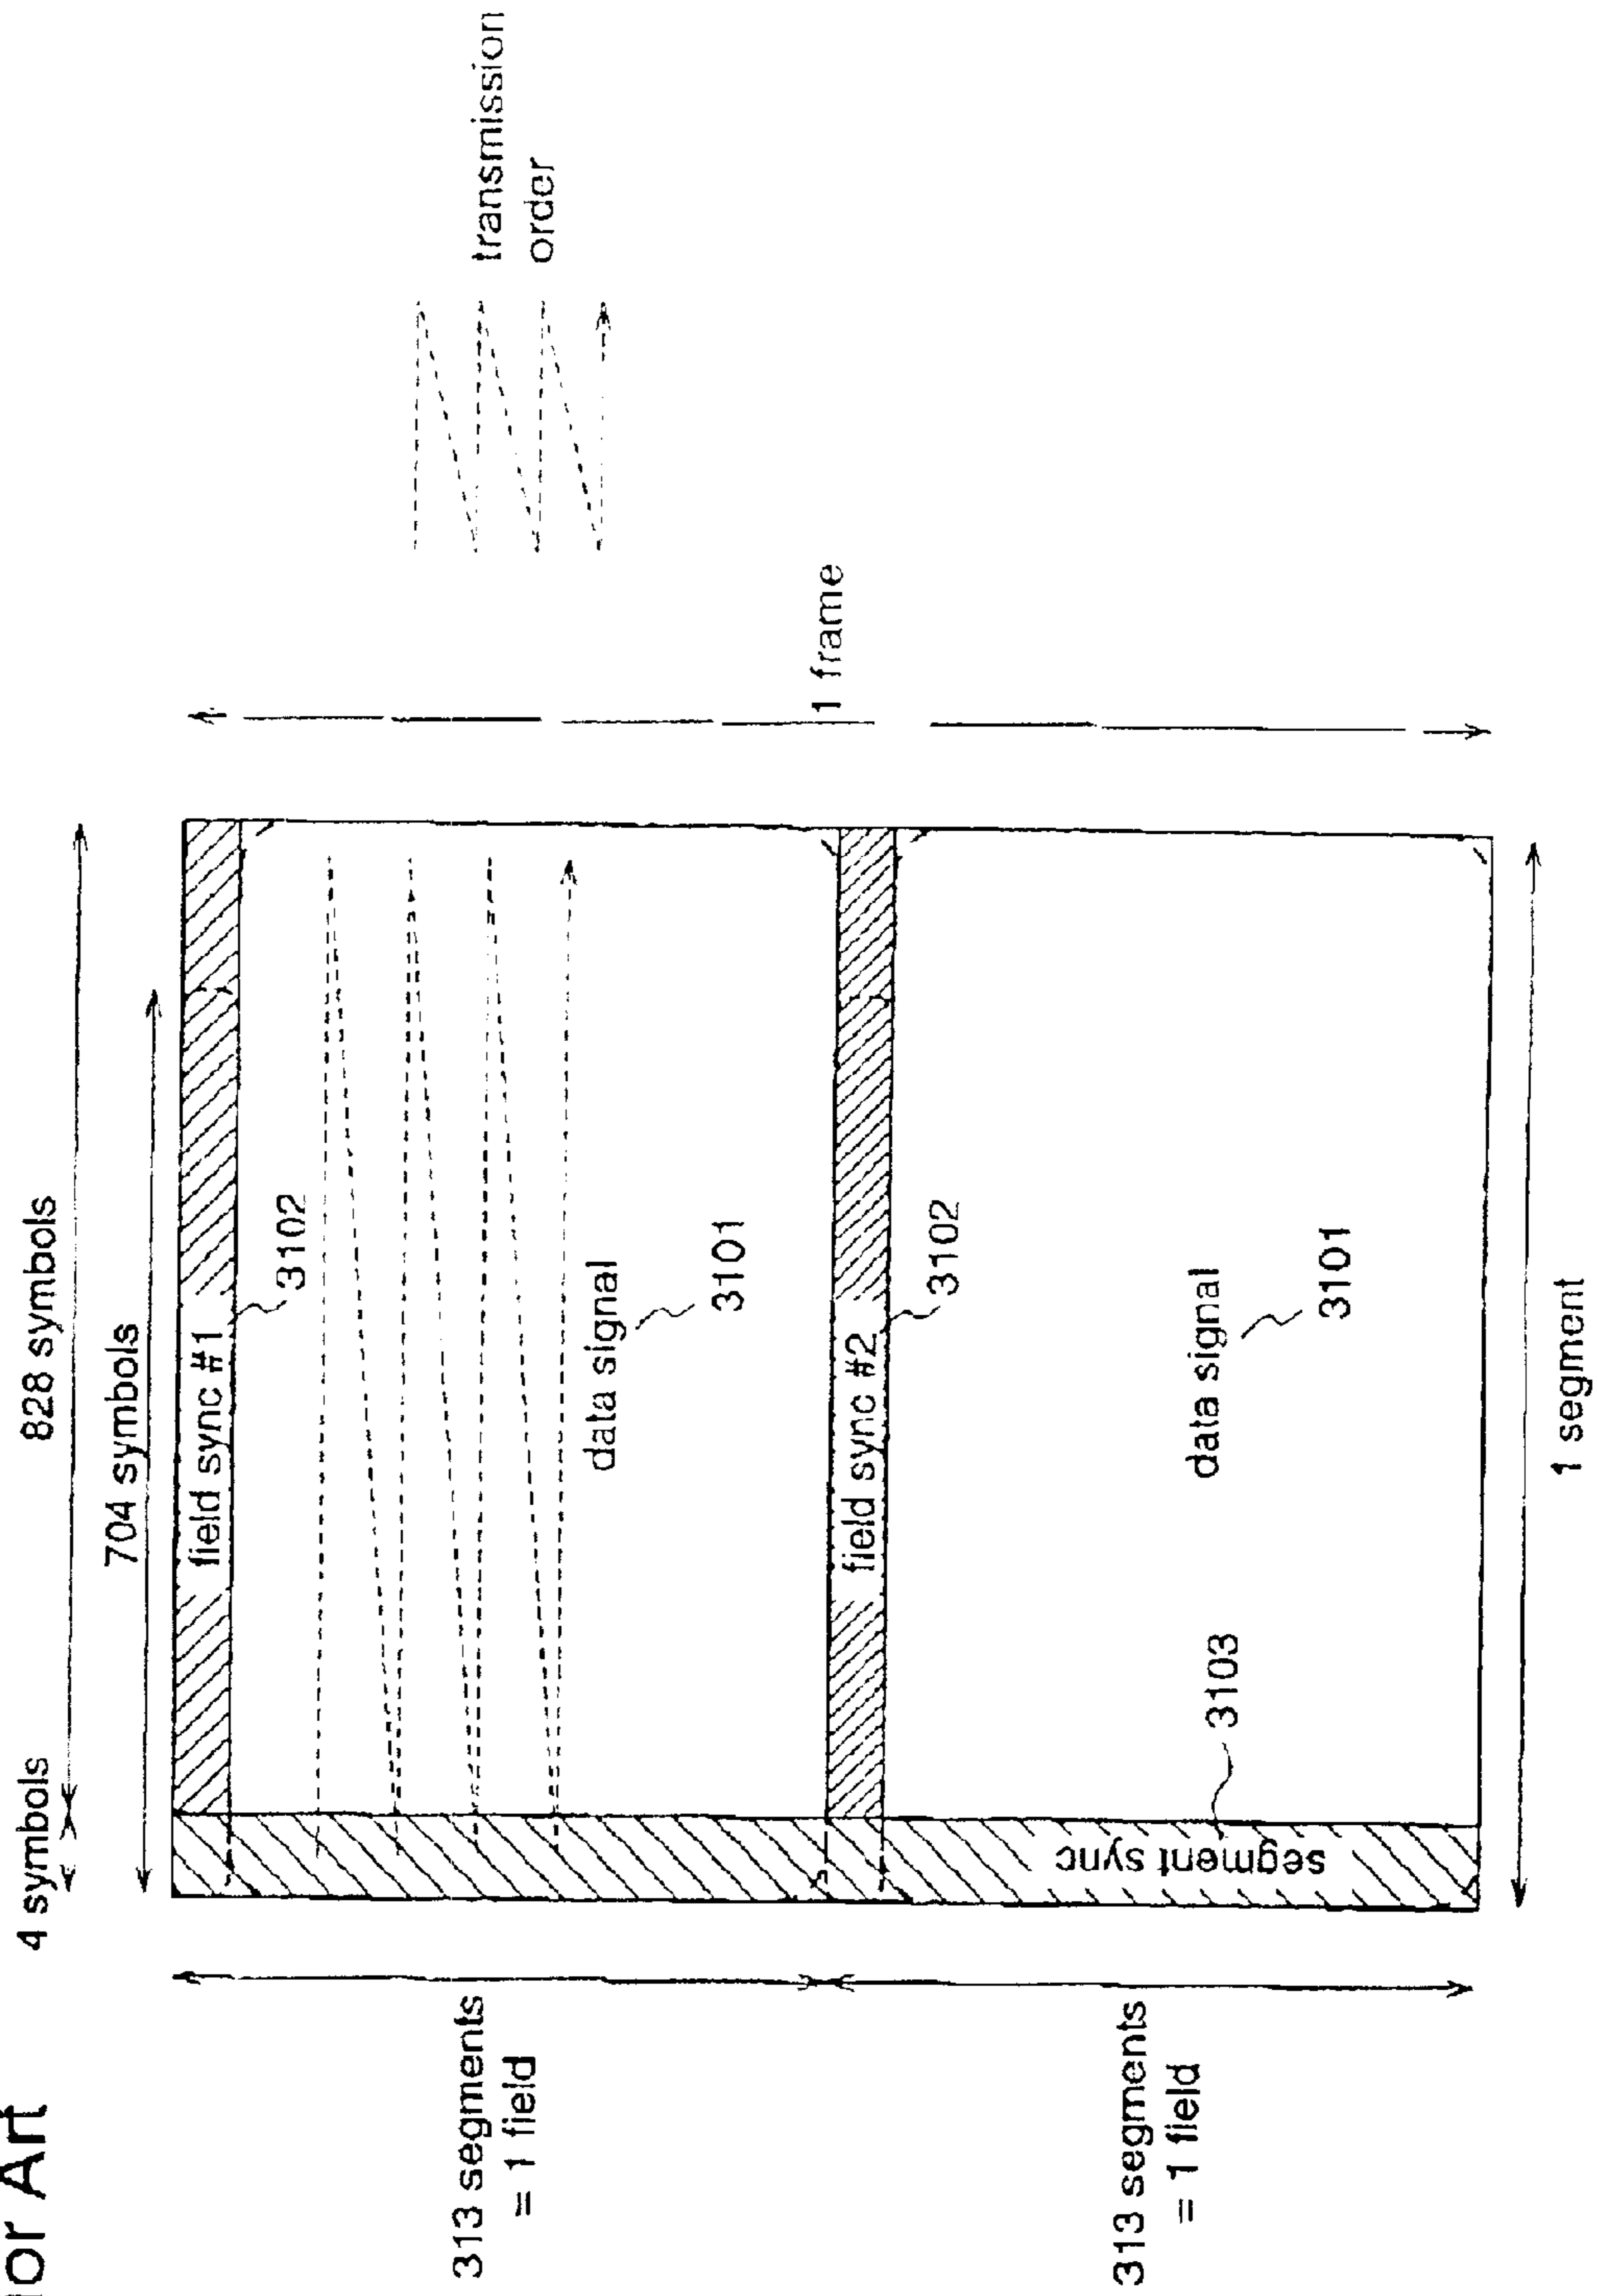 Art
4 symbols
828 symbols
704 symbols
field sync #1
3102
data signal
3101
field sync #2
3102
data signal
3101
segment sync
3103
313 segments
= 1 field
313 segments
= 1 field
1 segment
1 frame
transmission
order